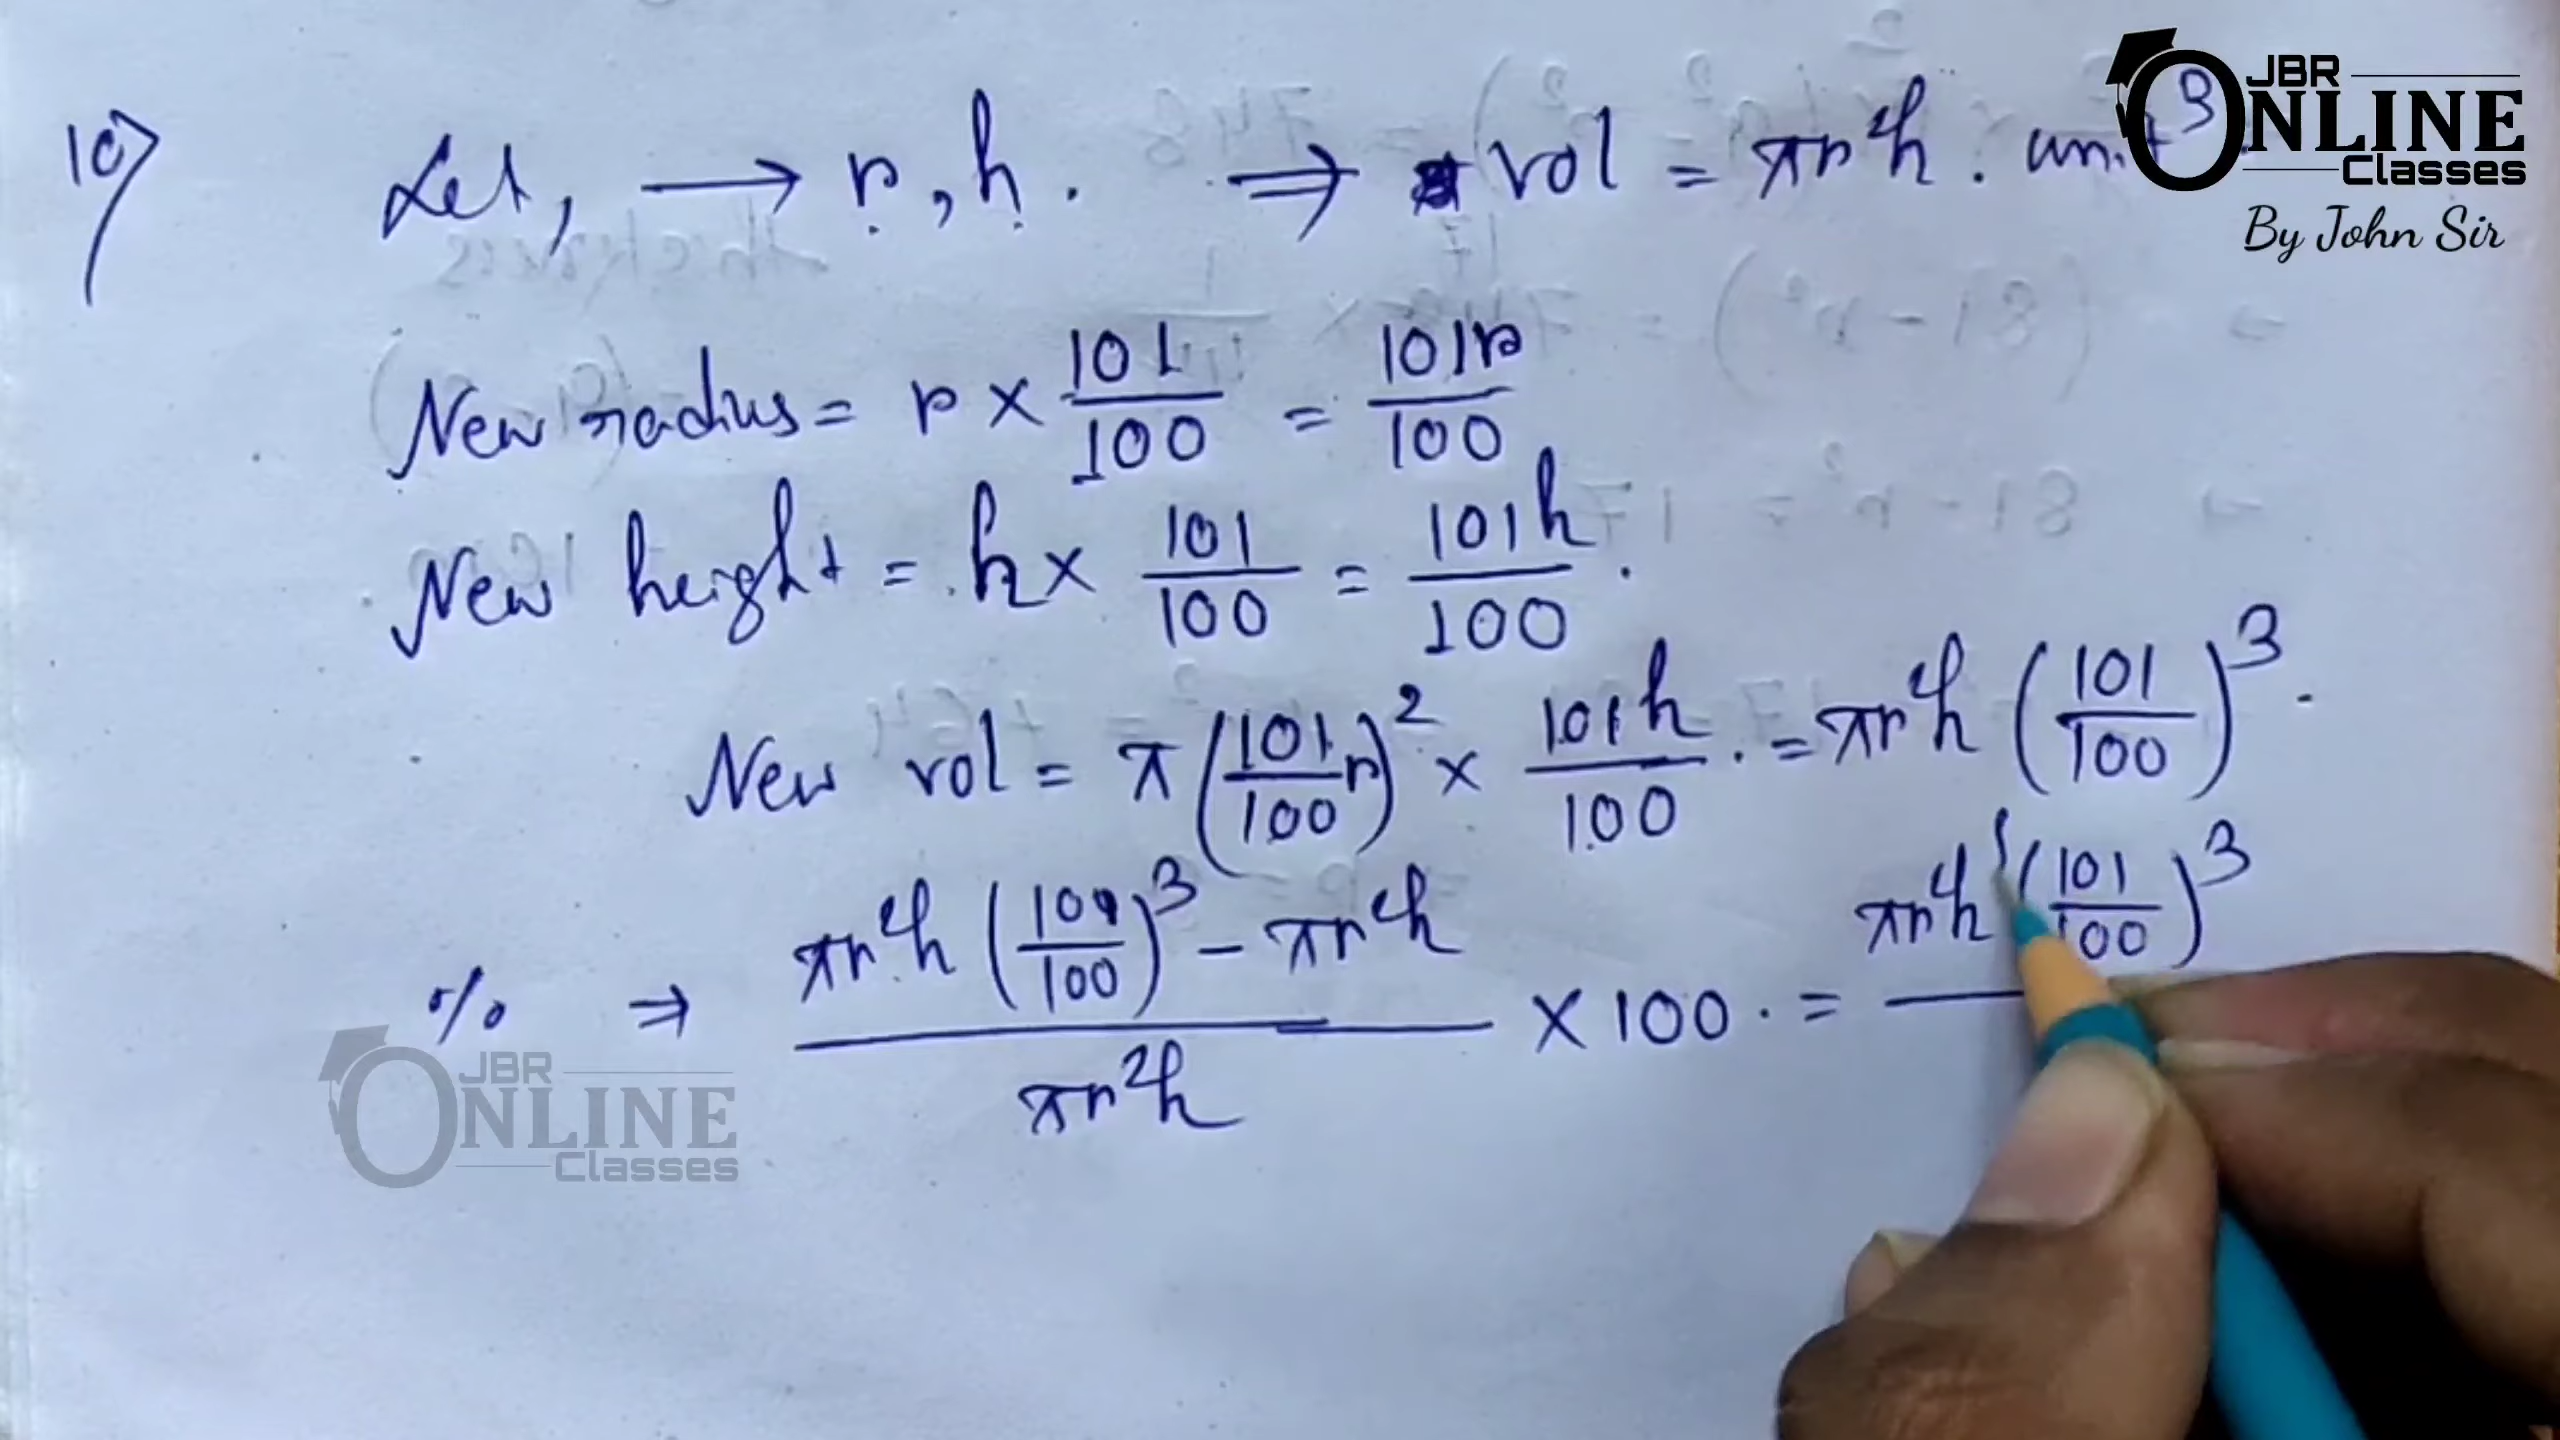 JBR
ONLINE
Classes
By John Sir
10) Let, → r, h. ⇒ vol = πr²h. unit³
New radius = r × 101/100 = 101r/100
New height = h × 101/100 = 101h/100.
New vol = π(101/100 r)² × 101h/100. = πr²h (101/100)³.
% ⇒ πr²h (101/100)³ - πr²h / πr²h × 100. = πr²h {(101/100)³
JBR
ONLINE
Classes